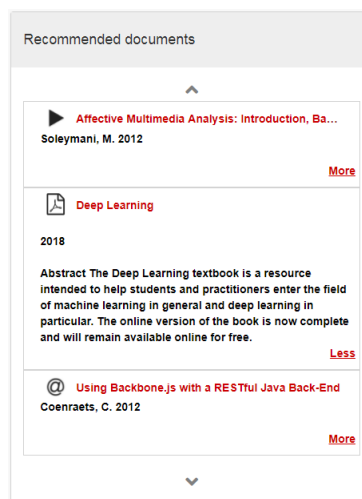 Recommended documents
Affective Multimedia Analysis: Introduction, Ba...
Soleymani, M. 2012
More
Deep Learning
2018
Abstract The Deep Learning textbook is a resource
intended to help students and practitioners enter the field
of machine learning in general and deep learning in
particular. The online version of the book is now complete
and will remain available online for free.
Less
@ Using Backbone.js with a RESTful Java Back-End
Coenraets, C. 2012
More